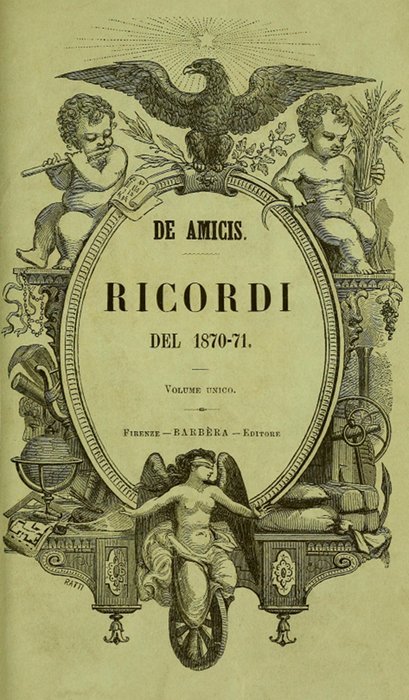 DE AMICIS.
RICORDI
DEL 1870-71.
VOLUME UNICO.
FIRENZE — BARBÈRA — EDITORE
RATTI